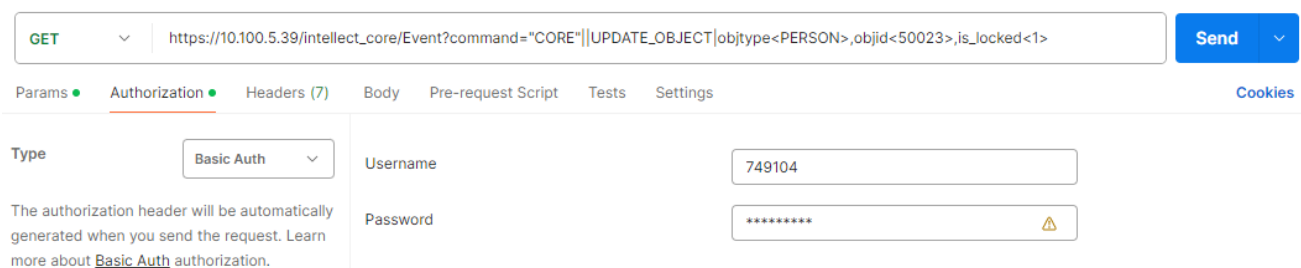 GET https://10.100.5.39/intellect_core/Event?command="CORE"||UPDATE_OBJECT|objtype<PERSON>,objid<50023>,is_locked<1> Send
Params Authorization Headers (7) Body Pre-request Script Tests Settings Cookies
Type Basic Auth
Username 749104
The authorization header will be automatically
generated when you send the request. Learn
more about Basic Auth authorization.
Password *********